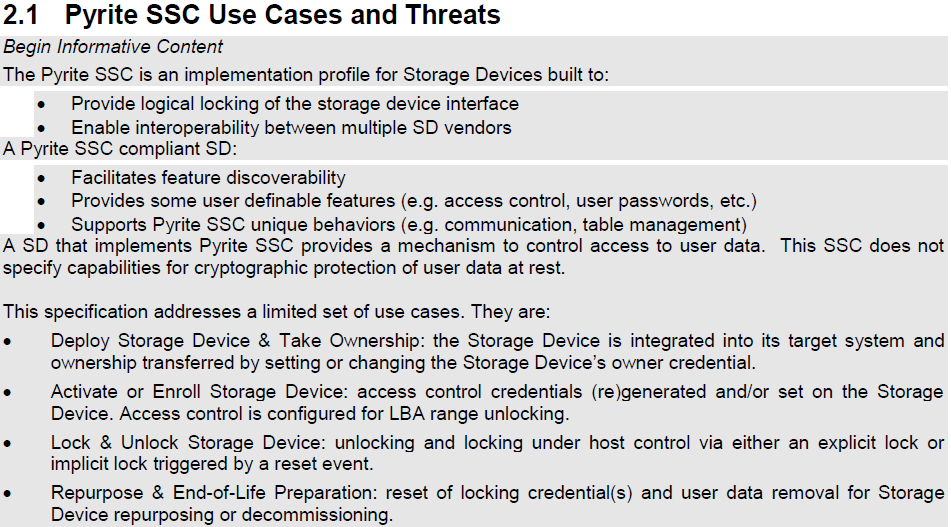 2.1 Pyrite SSC Use Cases and Threats
Begin Informative Content
The Pyrite SSC is an implementation profile for Storage Devices built to:
• Provide logical locking of the storage device interface
• Enable interoperability between multiple SD vendors
A Pyrite SSC compliant SD:
• Facilitates feature discoverability
• Provides some user definable features (e.g. access control, user passwords, etc.)
• Supports Pyrite SSC unique behaviors (e.g. communication, table management)
A SD that implements Pyrite SSC provides a mechanism to control access to user data. This SSC does not
specify capabilities for cryptographic protection of user data at rest.
This specification addresses a limited set of use cases. They are:
• Deploy Storage Device & Take Ownership: the Storage Device is integrated into its target system and
ownership transferred by setting or changing the Storage Device's owner credential.
• Activate or Enroll Storage Device: access control credentials (re)generated and/or set on the Storage
Device. Access control is configured for LBA range unlocking.
• Lock & Unlock Storage Device: unlocking and locking under host control via either an explicit lock or
implicit lock triggered by a reset event.
• Repurpose & End-of-Life Preparation: reset of locking credential(s) and user data removal for Storage
Device repurposing or decommissioning.